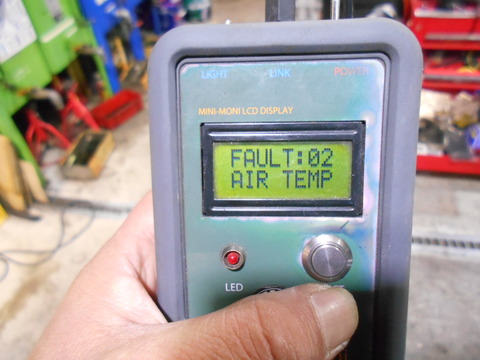 LIGHT LINK POWER
MINI-MONI LCD DISPLAY
FAULT:02
AIR TEMP
LED